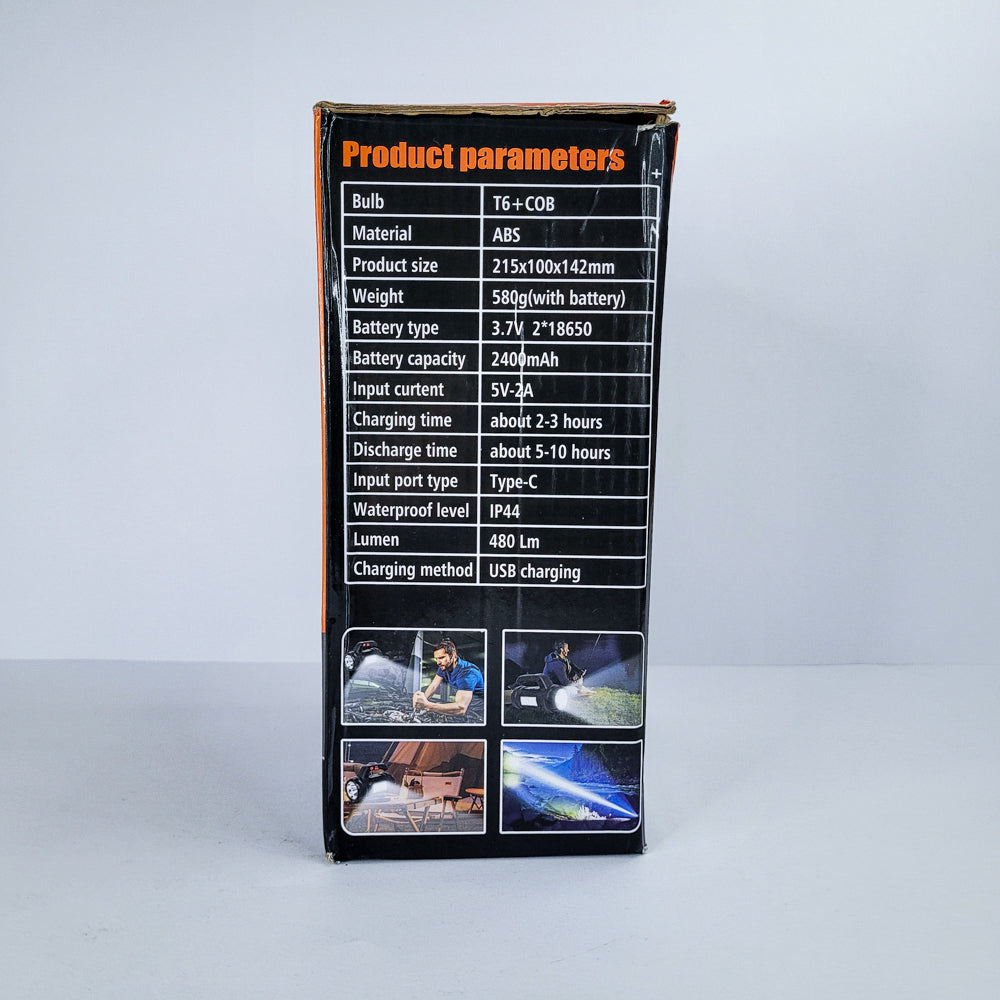 Product parameters
+
Bulb T6+COB
Material ABS
Product size 215x100x142mm
Weight 580g(with battery)
Battery type 3.7V 2*18650
Battery capacity 2400mAh
Input curtent 5V-2A
Charging time about 2-3 hours
Discharge time about 5-10 hours
Input port type Type-C
Waterproof level IP44
Lumen 480 Lm
Charging method USB charging